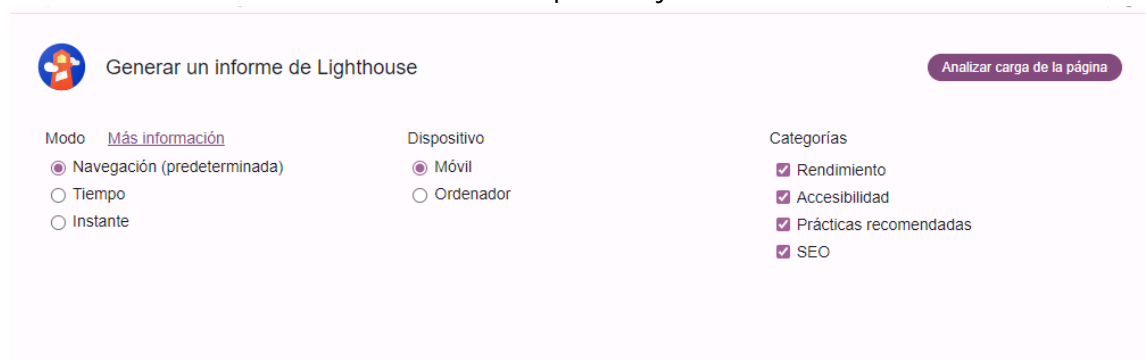 Generar un informe de Lighthouse
Analizar carga de la página
Modo Más información
Navegación (predeterminada)
Tiempo
Instante
Dispositivo
Móvil
Ordenador
Categorías
Rendimiento
Accesibilidad
Prácticas recomendadas
SEO